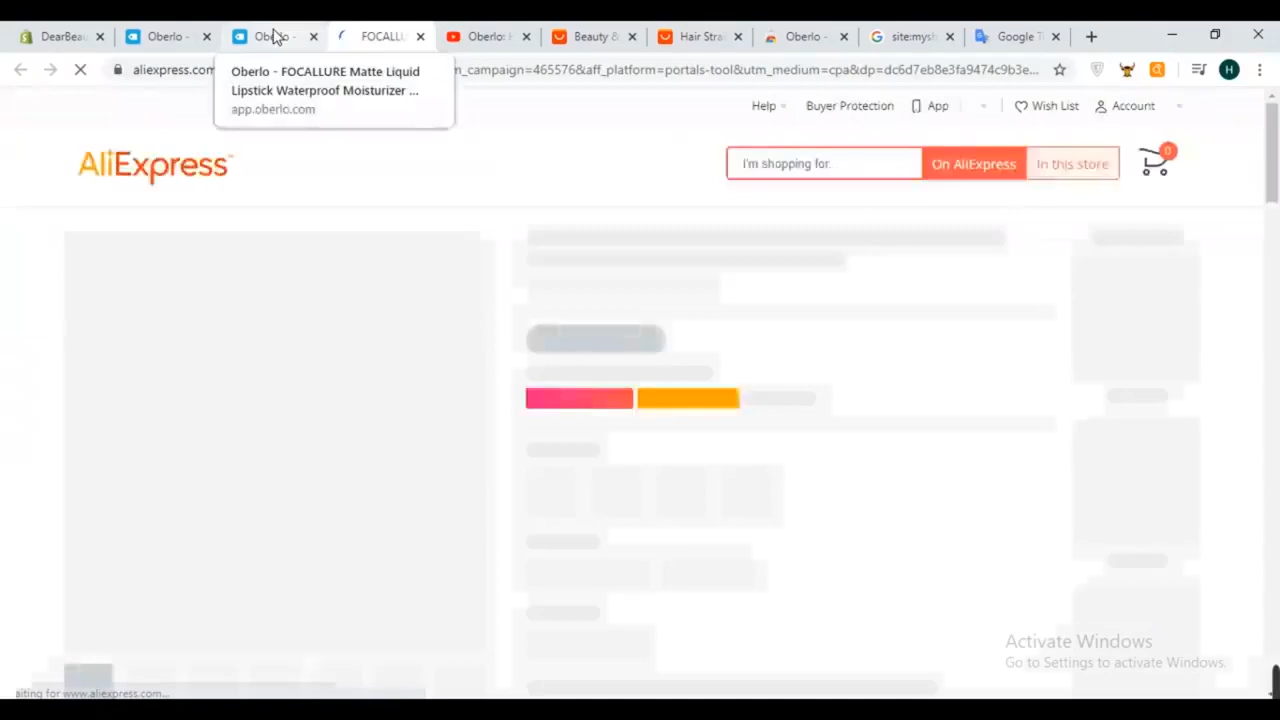 DearBeau
Oberlo -
Oberlo -
FOCALLU
Oberlo: H
Beauty &
Hair Stra
Oberlo -
site:mysh
Google T
aliexpress.com
m_campaign=465576&aff_platform=portals-tool&utm_medium=cpa&dp=dc6d7eb8e3fa9474c9b3e...
H
Oberlo - FOCALLURE Matte Liquid
Lipstick Waterproof Moisturizer ...
app.oberlo.com
Help
Buyer Protection
App
Wish List
Account
AliExpress
I'm shopping for.
On AliExpress
In this store
0
Activate Windows
Go to Settings to activate Windows.
aiting for www.aliexpress.com...